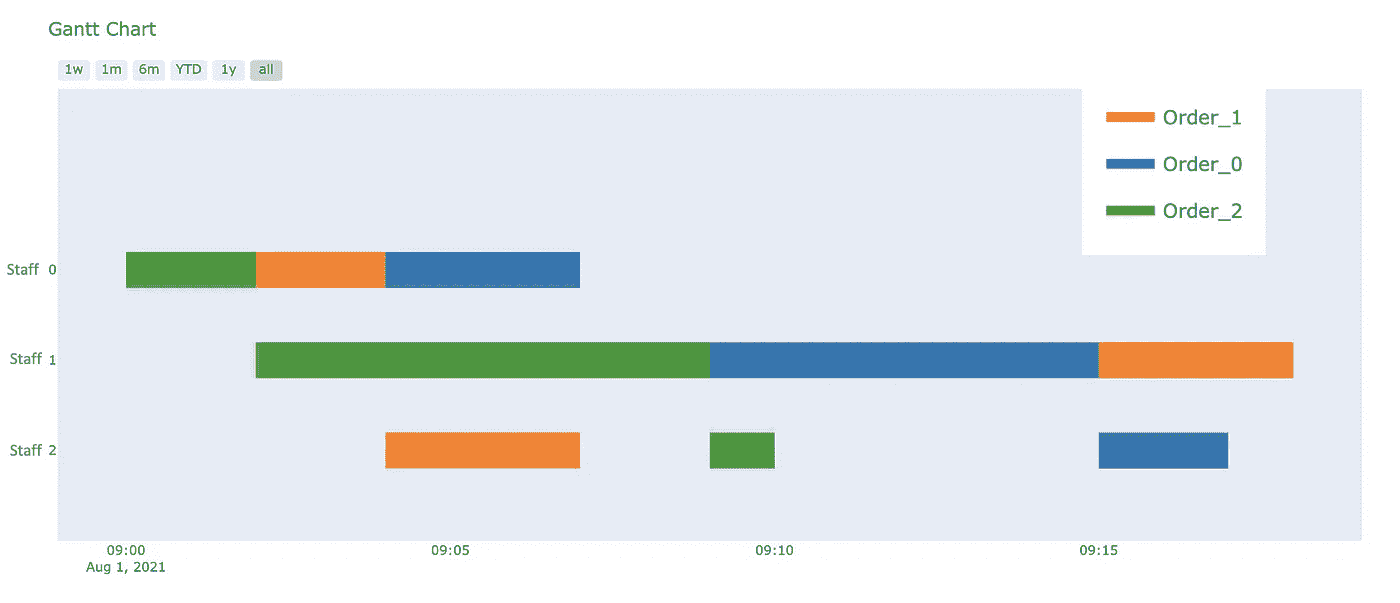 Gantt Chart
1w 1m 6m YTD 1y all
Order_1
Order_0
Order_2
Staff 0
Staff 1
Staff 2
09:00 09:05 09:10 09:15
Aug 1, 2021